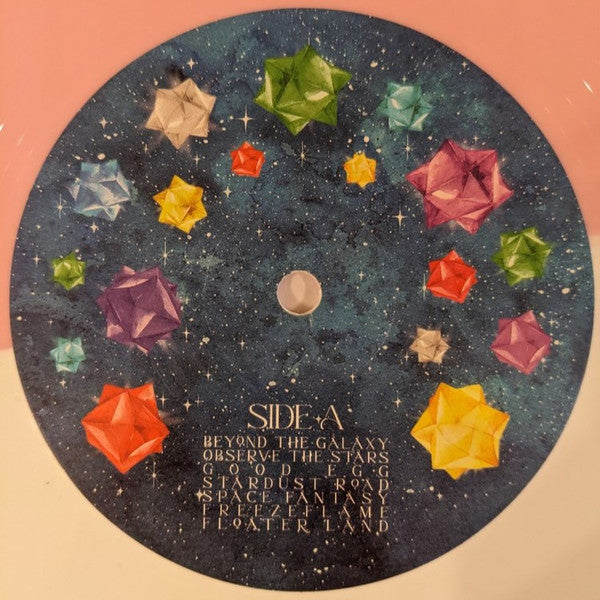 SIDE A
BEYOND THE GALAXY
OBSERVE THE STARS
GOOD EGG
STARDUST ROAD
SPACE FANTASY
FREEZEFLAME
FLOATER LAND